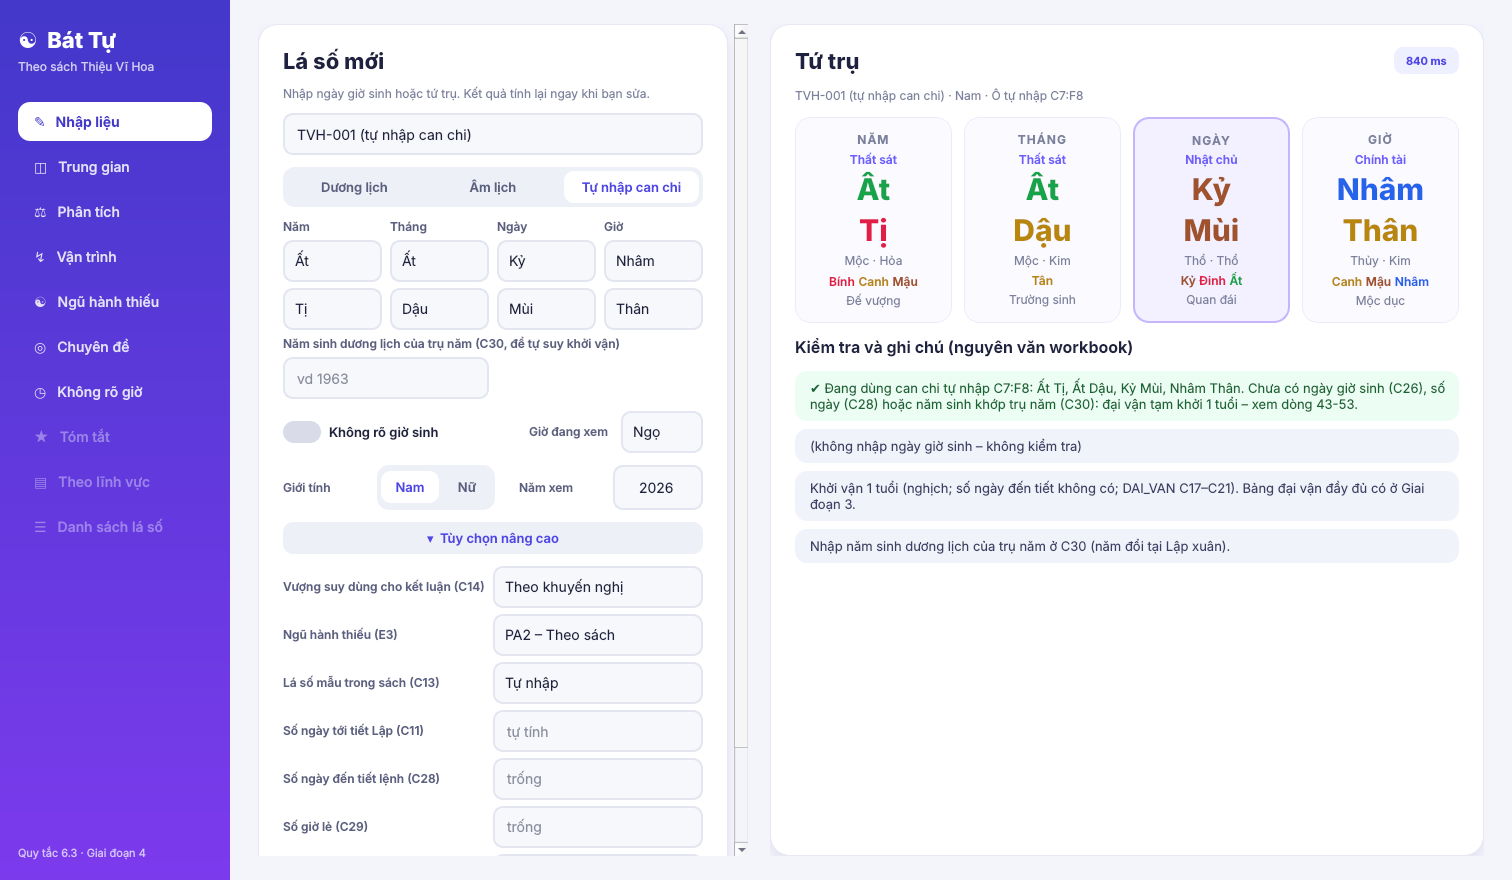 ☯ Bát Tự
Theo sách Thiệu Vĩ Hoa
✎ Nhập liệu
◫ Trung gian
⚖ Phân tích
↯ Vận trình
☯ Ngũ hành thiếu
◎ Chuyên đề
◷ Không rõ giờ
★ Tóm tắt
▤ Theo lĩnh vực
☰ Danh sách lá số
Quy tắc 6.3 · Giai đoạn 4
Lá số mới
Nhập ngày giờ sinh hoặc tứ trụ. Kết quả tính lại ngay khi bạn sửa.
TVH-001 (tự nhập can chi)
Dương lịch Âm lịch Tự nhập can chi
Năm Tháng Ngày Giờ
Ất Ất Kỷ Nhâm
Tị Dậu Mùi Thân
Năm sinh dương lịch của trụ năm (C30, để tự suy khởi vận)
vd 1963
Không rõ giờ sinh Giờ đang xem Ngọ
Giới tính Nam Nữ Năm xem 2026
▾ Tùy chọn nâng cao
Vượng suy dùng cho kết luận (C14) Theo khuyến nghị
Ngũ hành thiếu (E3) PA2 – Theo sách
Lá số mẫu trong sách (C13) Tự nhập
Số ngày tới tiết Lập (C11) tự tính
Số ngày đến tiết lệnh (C28) trống
Số giờ lẻ (C29) trống
Tứ trụ 840 ms
TVH-001 (tự nhập can chi) · Nam · Ô tự nhập C7:F8
NĂM
Thất sát
Ất
Tị
Mộc · Hỏa
Bính Canh Mậu
Đế vượng
THÁNG
Thất sát
Ất
Dậu
Mộc · Kim
Tân
Trường sinh
NGÀY
Nhật chủ
Kỷ
Mùi
Thổ · Thổ
Kỷ Đinh Ất
Quan đái
GIỜ
Chính tài
Nhâm
Thân
Thủy · Kim
Canh Mậu Nhâm
Mộc dục
Kiểm tra và ghi chú (nguyên văn workbook)
✔ Đang dùng can chi tự nhập C7:F8: Ất Tị, Ất Dậu, Kỷ Mùi, Nhâm Thân. Chưa có ngày giờ sinh (C26), số
ngày (C28) hoặc năm sinh khớp trụ năm (C30): đại vận tạm khởi 1 tuổi – xem dòng 43-53.
(không nhập ngày giờ sinh – không kiểm tra)
Khởi vận 1 tuổi (nghịch; số ngày đến tiết không có; DAI_VAN C17–C21). Bảng đại vận đầy đủ có ở Giai
đoạn 3.
Nhập năm sinh dương lịch của trụ năm ở C30 (năm đổi tại Lập xuân).